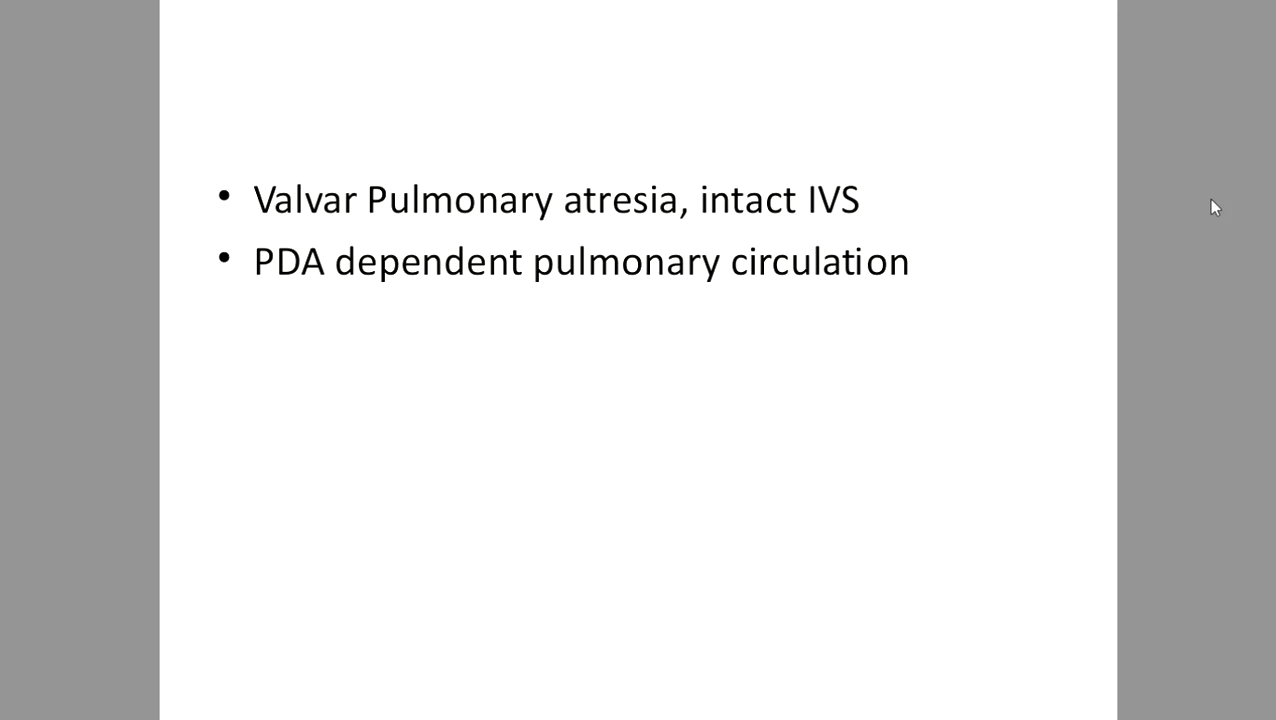 • Valvar Pulmonary atresia, intact IVS
• PDA dependent pulmonary circulation